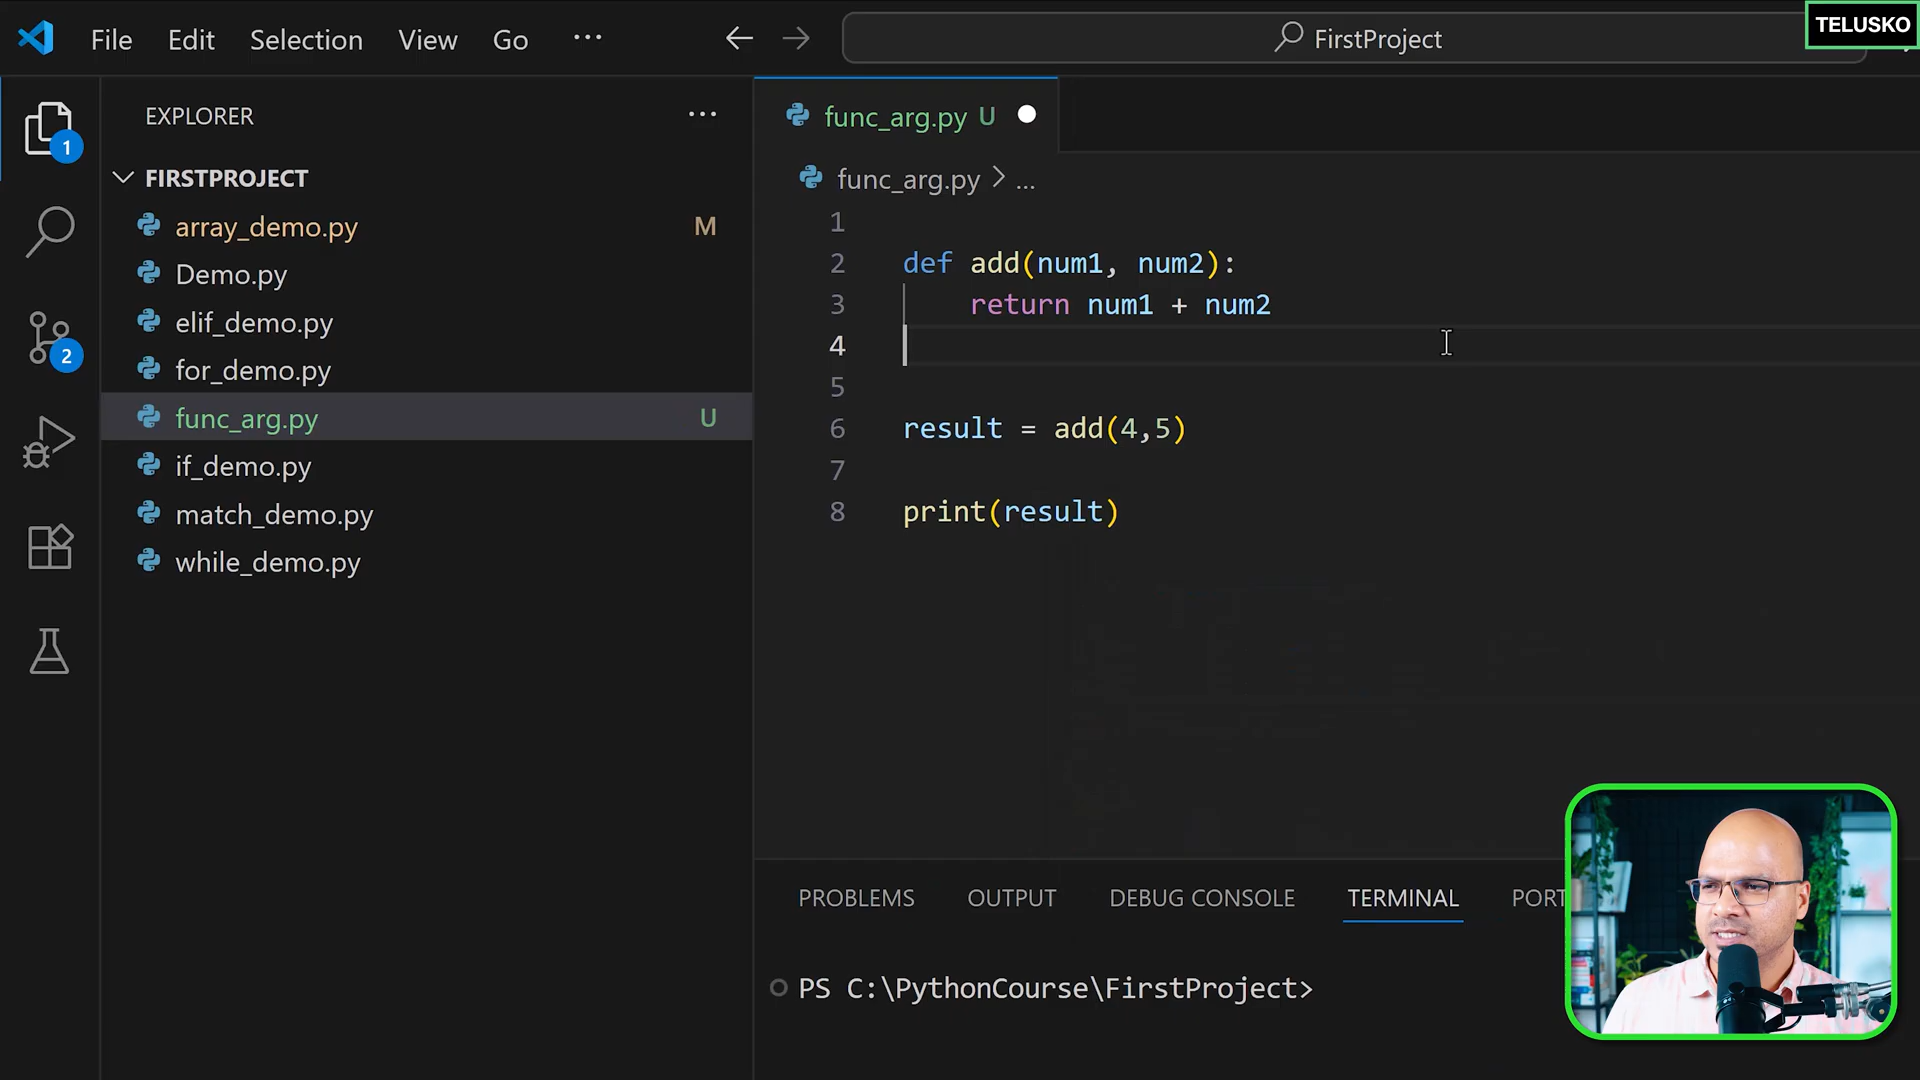 File Edit Selection View Go ...
FirstProject
TELUSKO
EXPLORER ...
1
FIRSTPROJECT
array_demo.py M
Demo.py
elif_demo.py
2
for_demo.py
func_arg.py U
if_demo.py
match_demo.py
while_demo.py
func_arg.py U
func_arg.py > ...
1
2 def add(num1, num2):
3     return num1 + num2
4
5
6 result = add(4,5)
7
8 print(result)
PROBLEMS OUTPUT DEBUG CONSOLE TERMINAL PORT
PS C:\PythonCourse\FirstProject>